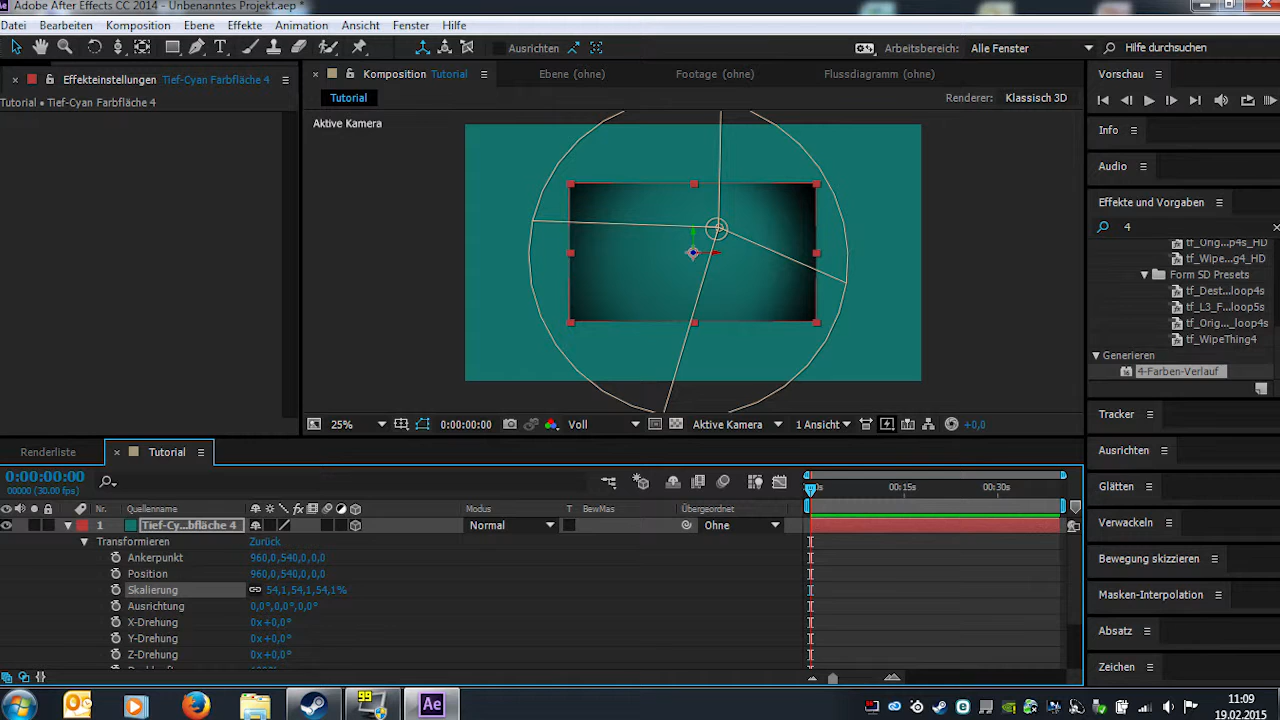 Adobe After Effects CC 2014 - Unbenanntes Projekt.aep *
Datei Bearbeiten Komposition Ebene Effekte Animation Ansicht Fenster Hilfe
Ausrichten
Arbeitsbereich: Alle Fenster
Hilfe durchsuchen
Effekteinstellungen Tief-Cyan Farbfläche 4
Tutorial • Tief-Cyan Farbfläche 4
Komposition Tutorial
Ebene (ohne)
Footage (ohne)
Flussdiagramm (ohne)
Tutorial
Renderer: Klassisch 3D
Aktive Kamera
25%
0:00:00:00
Voll
Aktive Kamera
1 Ansicht
+0,0
Vorschau
Info
Audio
Effekte und Vorgaben
4
tf_Orig...p4s_HD
tf_Wipe...g4_HD
Form SD Presets
tf_Dest...loop4s
tf_L3_F...loop5s
tf_Orig..._loop4s
tf_WipeThing4
Generieren
4-Farben-Verlauf
Tracker
Ausrichten
Glätten
Verwackeln
Bewegung skizzieren
Masken-Interpolation
Absatz
Zeichen
Renderliste
Tutorial
0:00:00:00
00000 (30.00 fps)
00:15s
00:30s
Nr. Quellenname Modus T BewMas Übergeordnet
1 Tief-Cy...bfläche 4 Normal Ohne
Transformieren Zurück
Ankerpunkt 960,0,540,0,0,0
Position 960,0,540,0,0,0
Skalierung 54,1,54,1,54,1%
Ausrichtung 0,0°,0,0°,0,0°
X-Drehung 0x+0,0°
Y-Drehung 0x+0,0°
Z-Drehung 0x+0,0°
99
Ae
11:09
19.02.2015